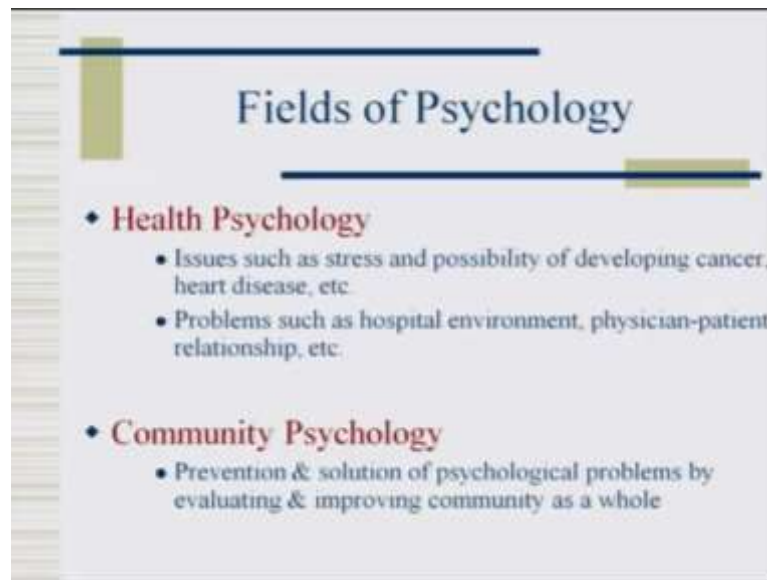 Fields of Psychology
Health Psychology
Issues such as stress and possibility of developing cancer,
heart disease, etc.
Problems such as hospital environment, physician-patient
relationship, etc.
Community Psychology
Prevention & solution of psychological problems by
evaluating & improving community as a whole